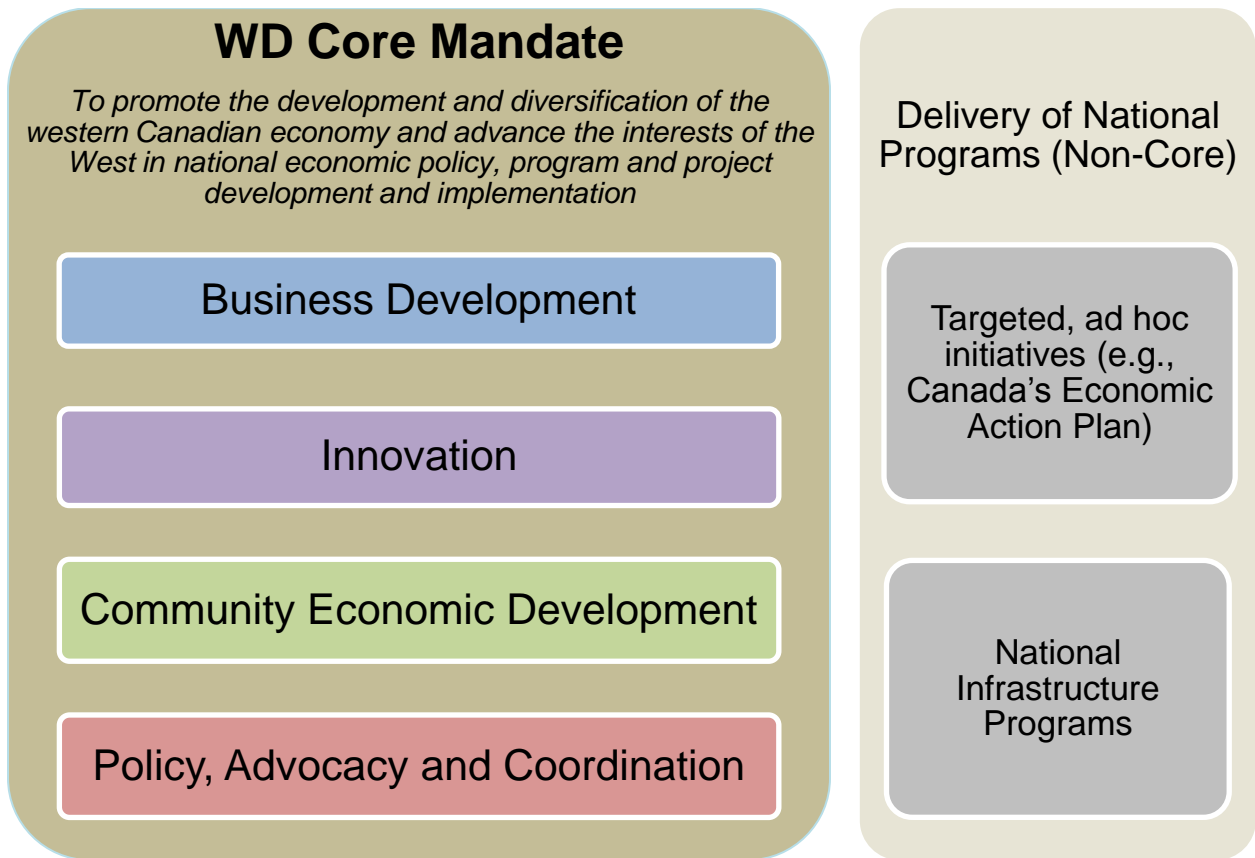 WD Core Mandate
To promote the development and diversification of the
western Canadian economy and advance the interests of the
West in national economic policy, program and project
development and implementation
Business Development
Innovation
Community Economic Development
Policy, Advocacy and Coordination
Delivery of National
Programs (Non-Core)
Targeted, ad hoc
initiatives (e.g.,
Canada’s Economic
Action Plan)
National
Infrastructure
Programs